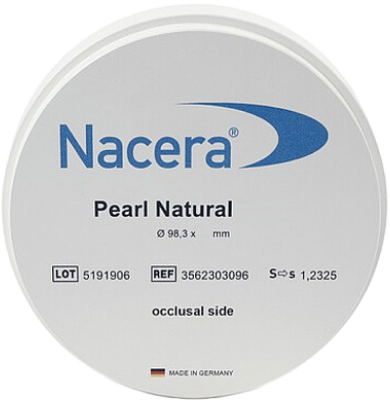 Nacera®
Pearl Natural
Ø 98,3 x mm
LOT 5191906 REF 3562303096 S⇨s 1,2325
occlusal side
MADE IN GERMANY